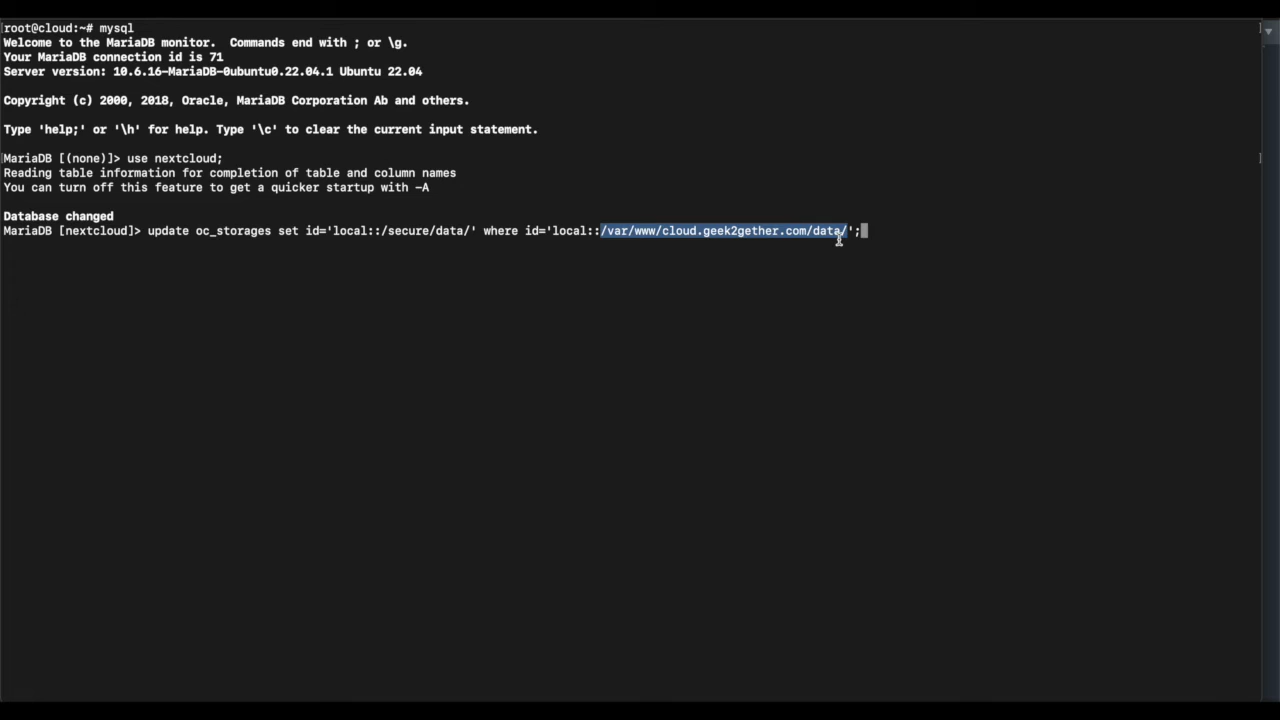 [root@cloud:~# mysql ]
Welcome to the MariaDB monitor.  Commands end with ; or \g.
Your MariaDB connection id is 71
Server version: 10.6.16-MariaDB-0ubuntu0.22.04.1 Ubuntu 22.04
Copyright (c) 2000, 2018, Oracle, MariaDB Corporation Ab and others.
Type 'help;' or '\h' for help. Type '\c' to clear the current input statement.
[MariaDB [(none)]> use nextcloud; ]
Reading table information for completion of table and column names
You can turn off this feature to get a quicker startup with -A
Database changed
MariaDB [nextcloud]> update oc_storages set id='local::/secure/data/' where id='local::/var/www/cloud.geek2gether.com/data/';